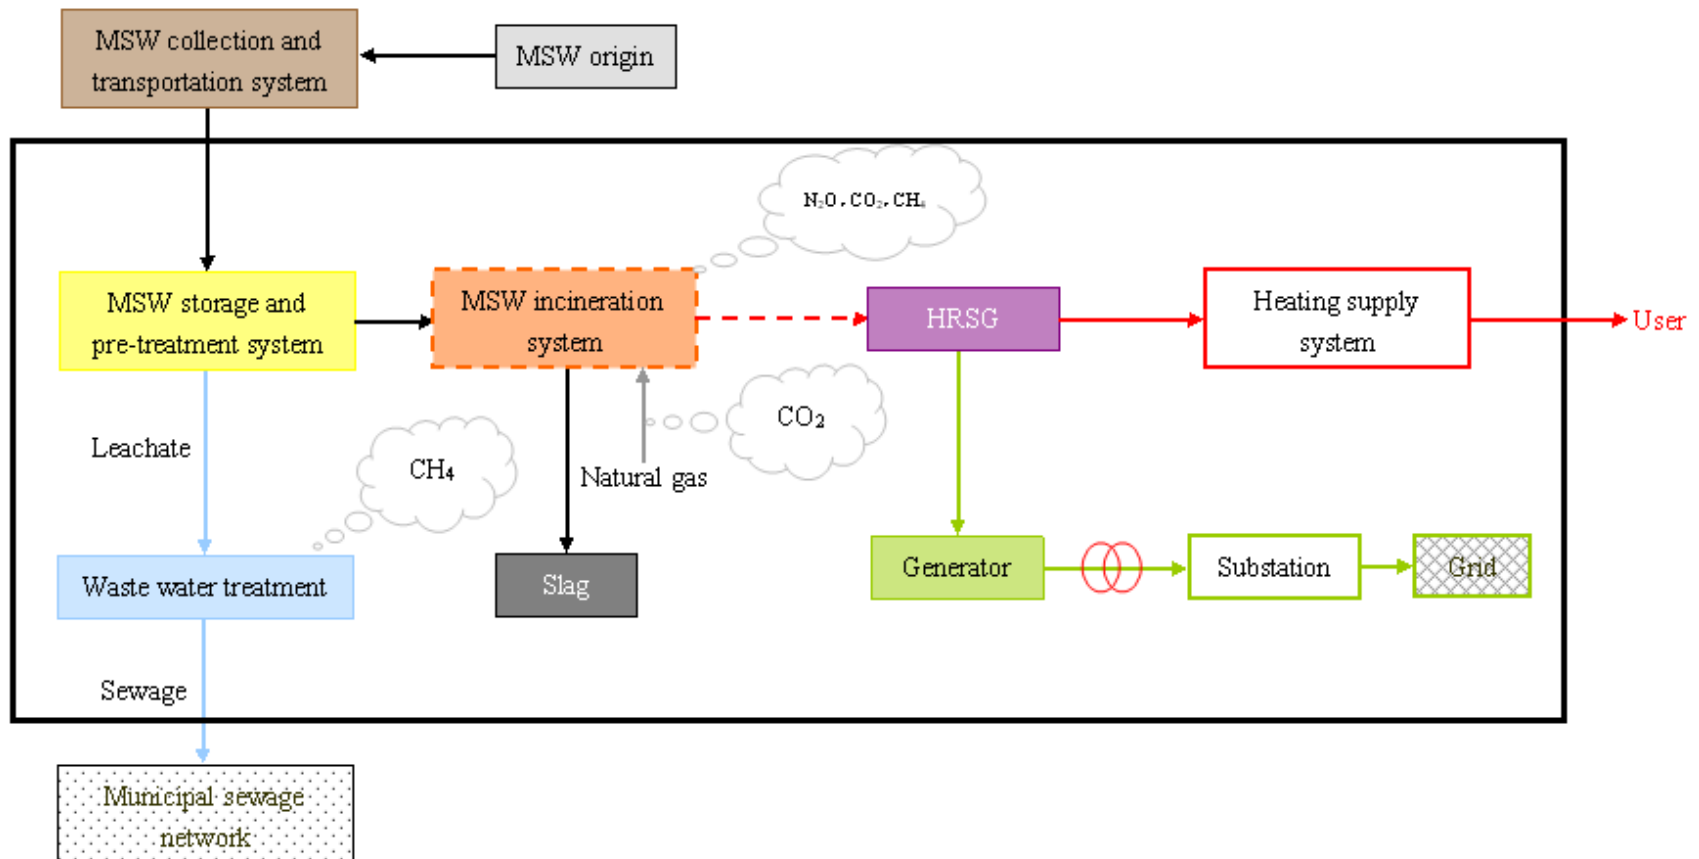 MSW collection and
transportation system
MSW origin
N₂O,CO₂,CH₄
MSW storage and
pre-treatment system
MSW incineration
system
HRSG
Heating supply
system
User
Leachate
CH₄
CO₂
Natural gas
Waste water treatment
Slag
Generator
Substation
Grid
Sewage
Municipal sewage
network